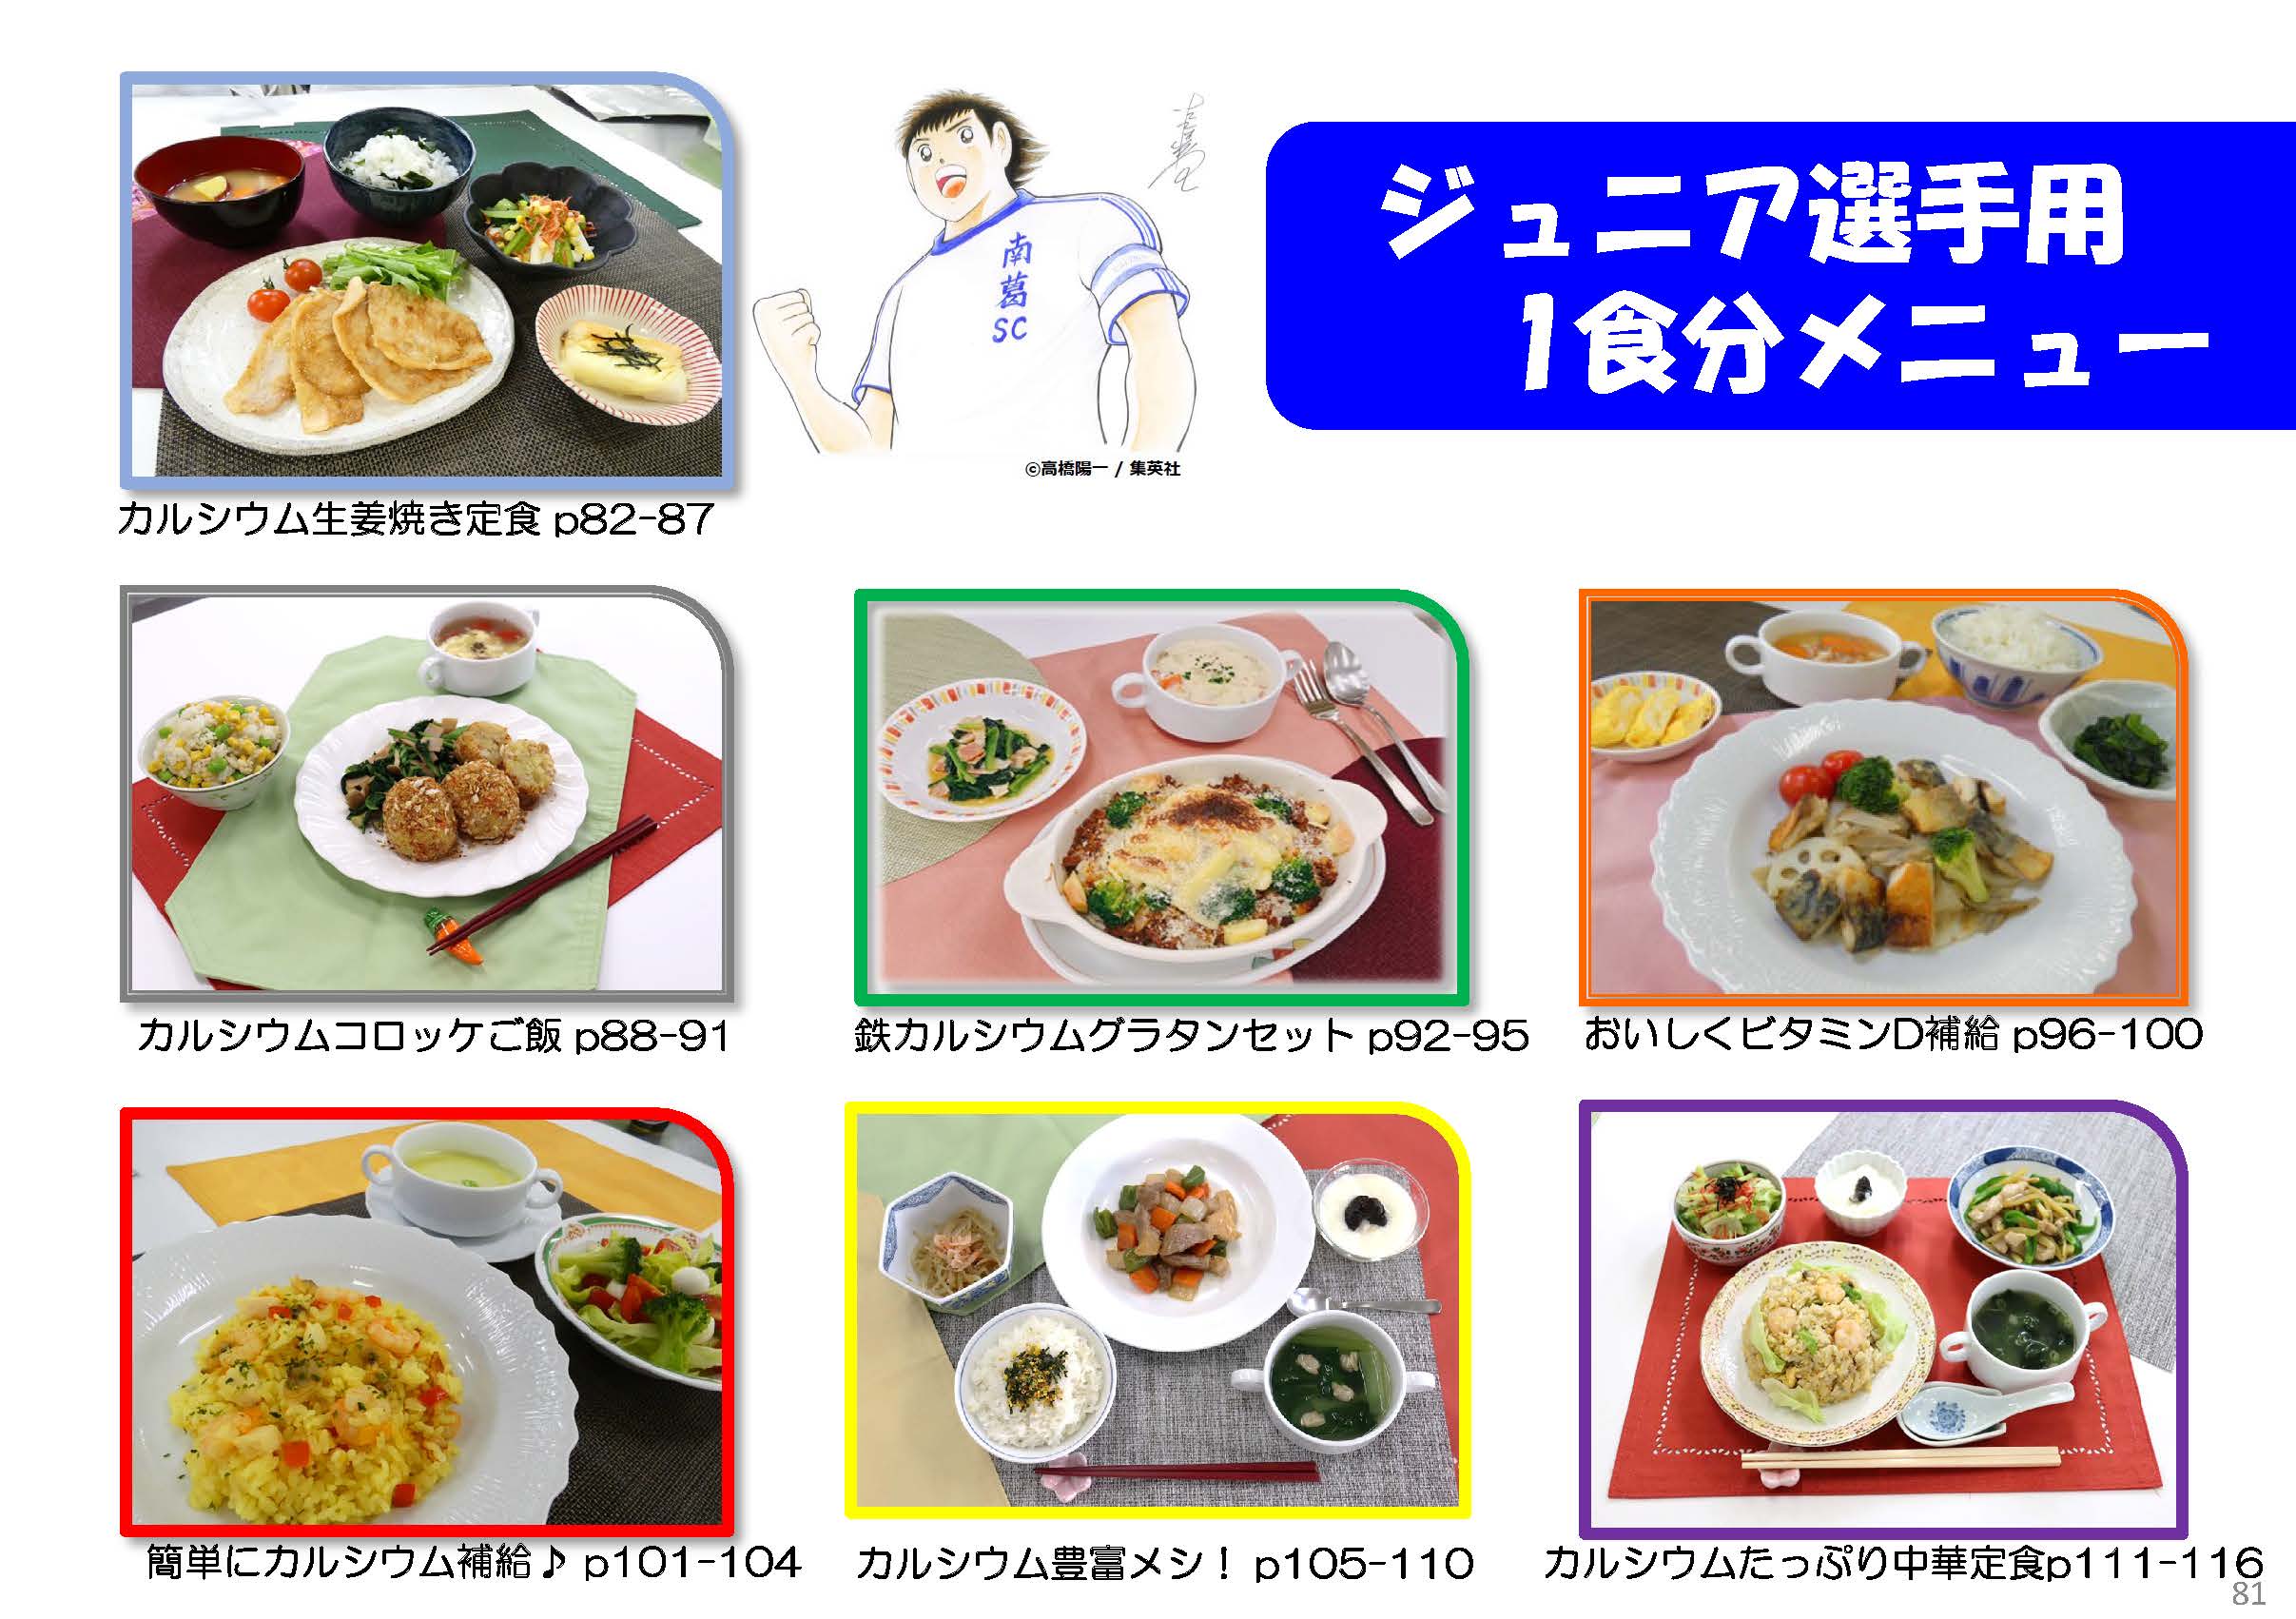 ジュニア選手用
1食分メニュー
南
葛
SC
©高橋陽一 / 集英社
カルシウム生姜焼き定食 p82-87
カルシウムコロッケご飯 p88-91
鉄カルシウムグラタンセット p92-95
おいしくビタミンD補給 p96-100
簡単にカルシウム補給♪ p101-104
カルシウム豊富メシ！ p105-110
カルシウムたっぷり中華定食p111-116
81